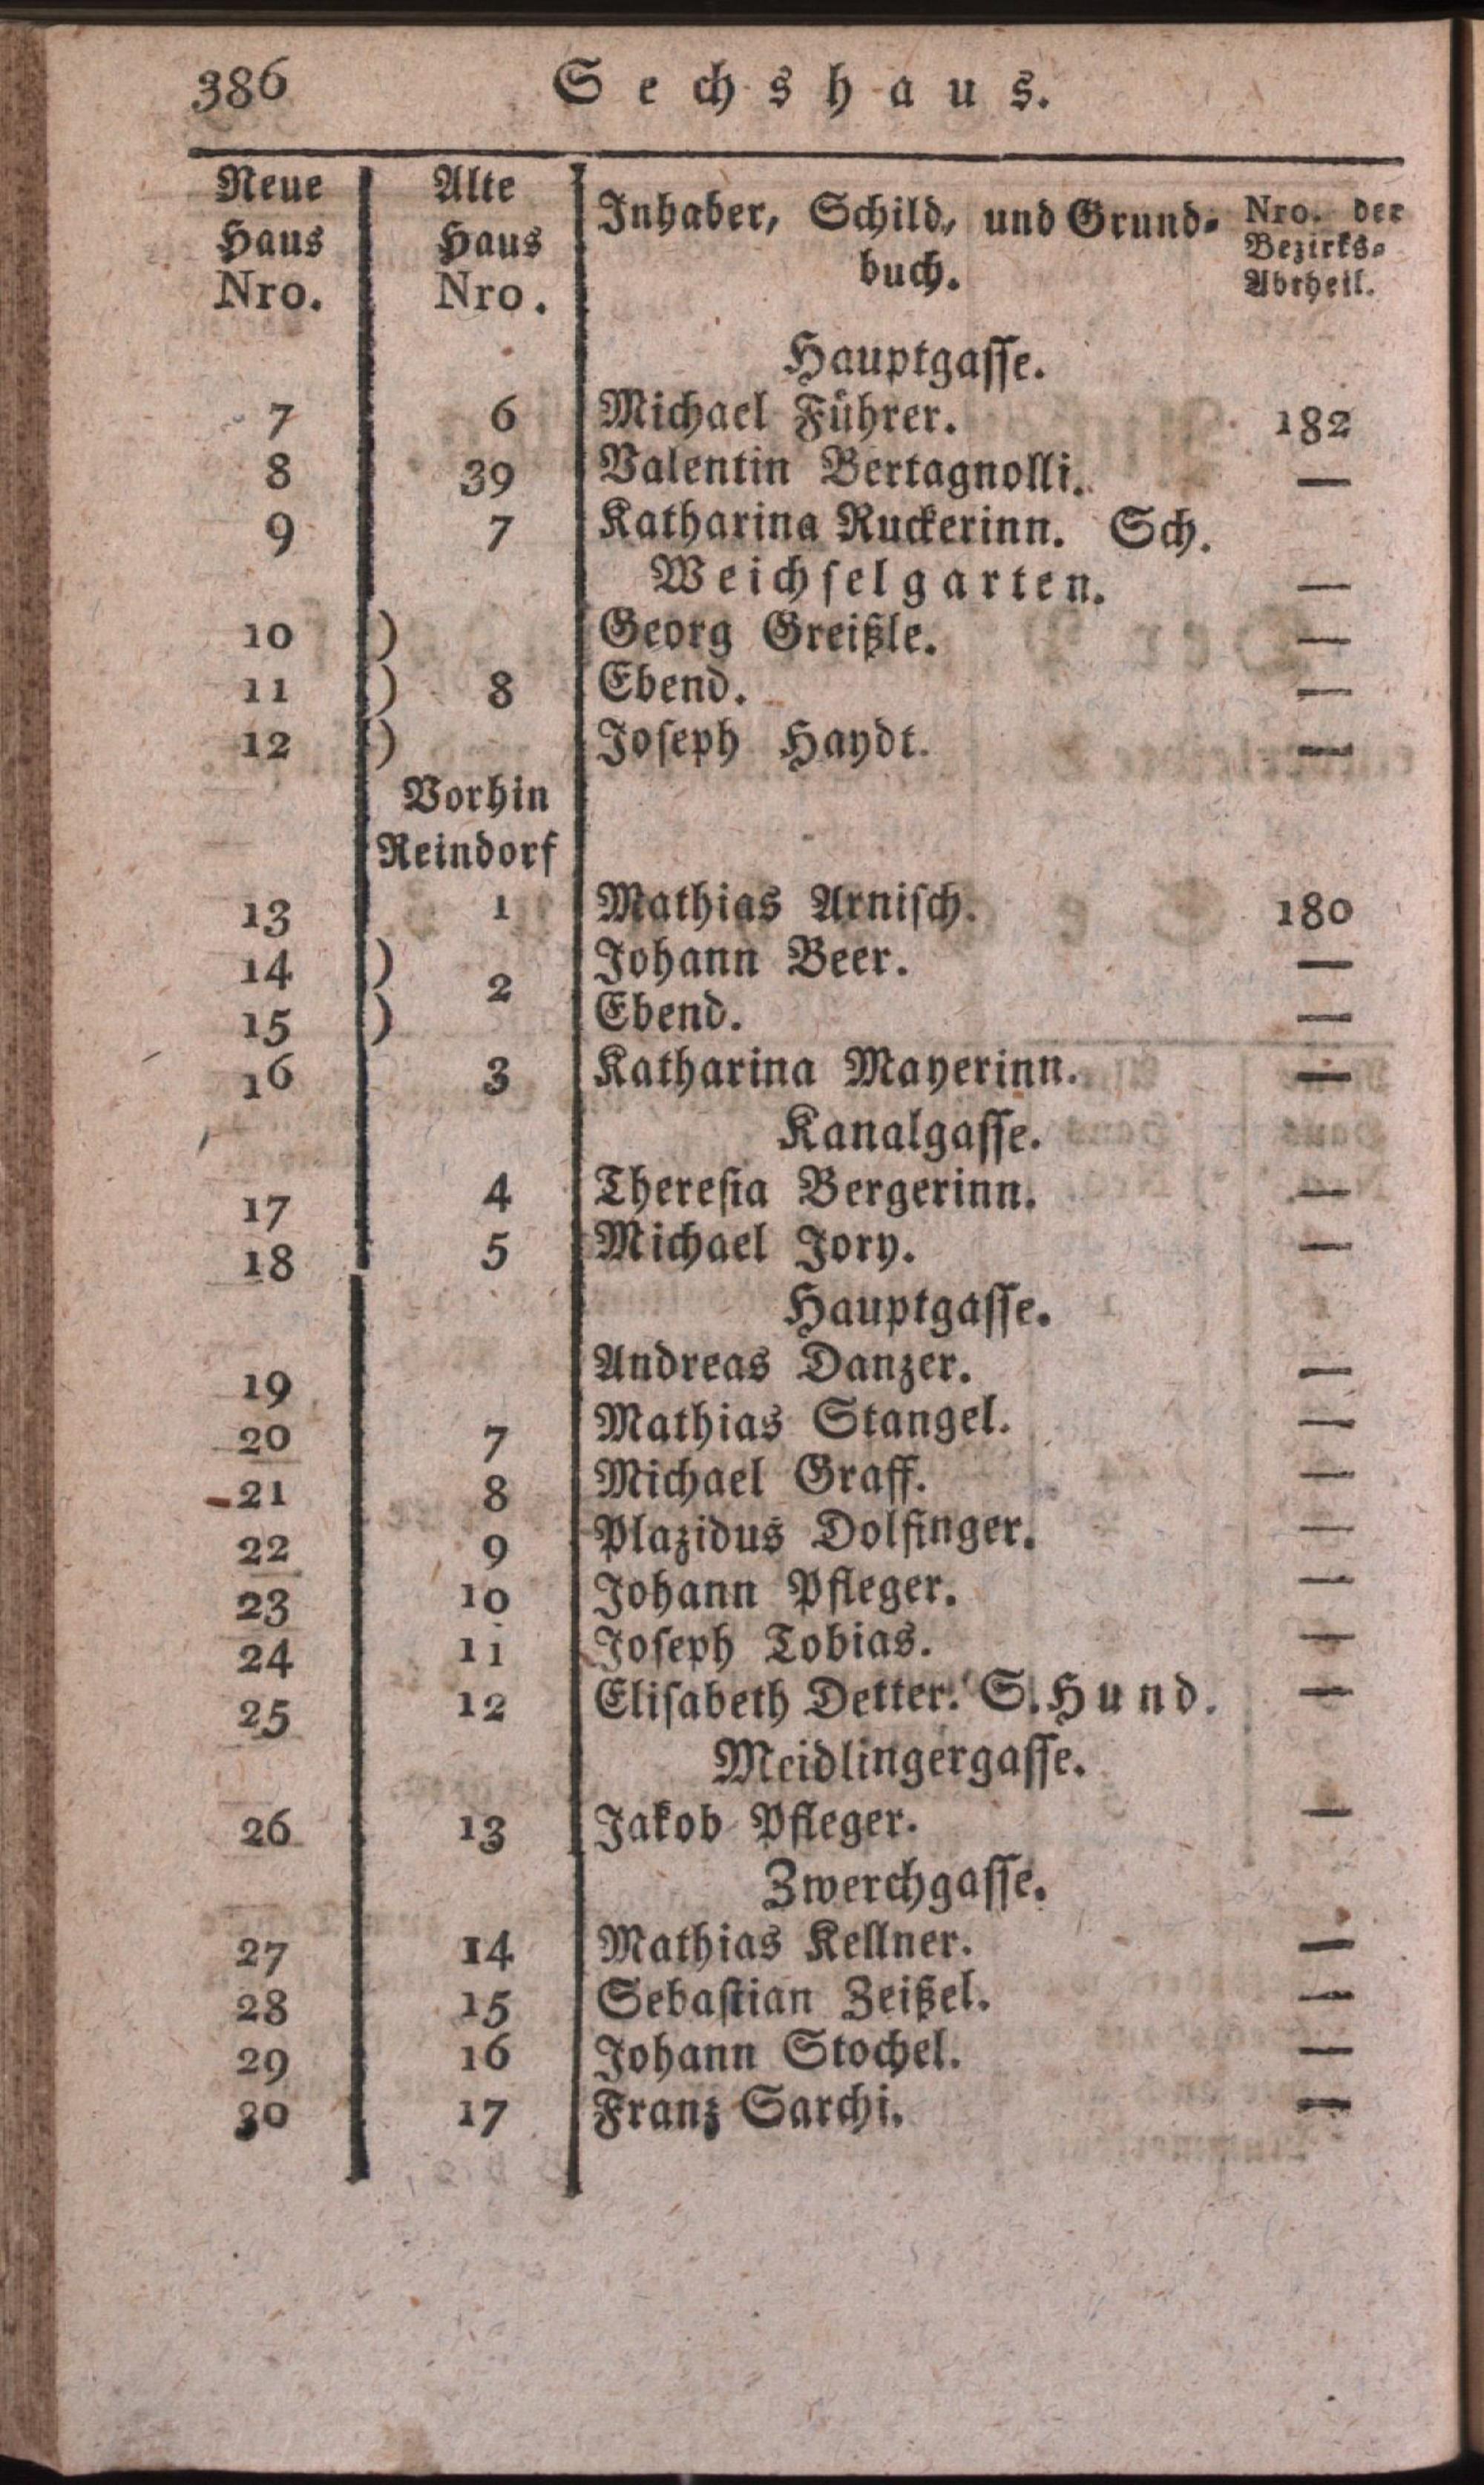 386 Sechshaus.
Neue Haus Nro. Alte Haus Nro. Inhaber, Schild, und Grund- buch. Nro. der Bezirks- Abtheil.
Hauptgasse.
7 6 Michael Führer. 182
8 39 Valentin Bertagnolli. —
9 7 Katharina Ruckerinn. Sch.
Weichselgarten. —
10 ) Georg Greißle. —
11 ) 8 Ebend. —
12 ) Joseph Haydt. —
Vorhin
Reindorf
13 1 Mathias Arnisch. 180
14 ) 2 Johann Beer. —
15 ) Ebend. —
16 3 Katharina Mayerinn. —
Kanalgasse.
17 4 Theresia Bergerinn. —
18 5 Michael Jory. —
Hauptgasse.
19 Andreas Danzer. —
20 7 Mathias Stangel. —
21 8 Michael Graff. —
22 9 Plazidus Dolfinger. —
23 10 Johann Pfleger. —
24 11 Joseph Tobias. —
25 12 Elisabeth Detter. S. Hund. —
Meidlingergasse.
26 13 Jakob Pfleger. —
Zwerchgasse.
27 14 Mathias Kellner. —
28 15 Sebastian Zeißel. —
29 16 Johann Stochel. —
30 17 Franz Sarchi. —